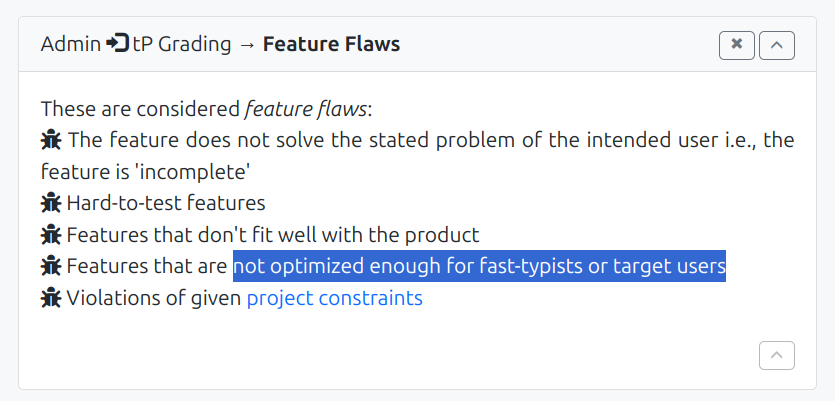 Admin tP Grading → Feature Flaws
These are considered feature flaws:
The feature does not solve the stated problem of the intended user i.e., the
feature is 'incomplete'
Hard-to-test features
Features that don't fit well with the product
Features that are not optimized enough for fast-typists or target users
Violations of given project constraints